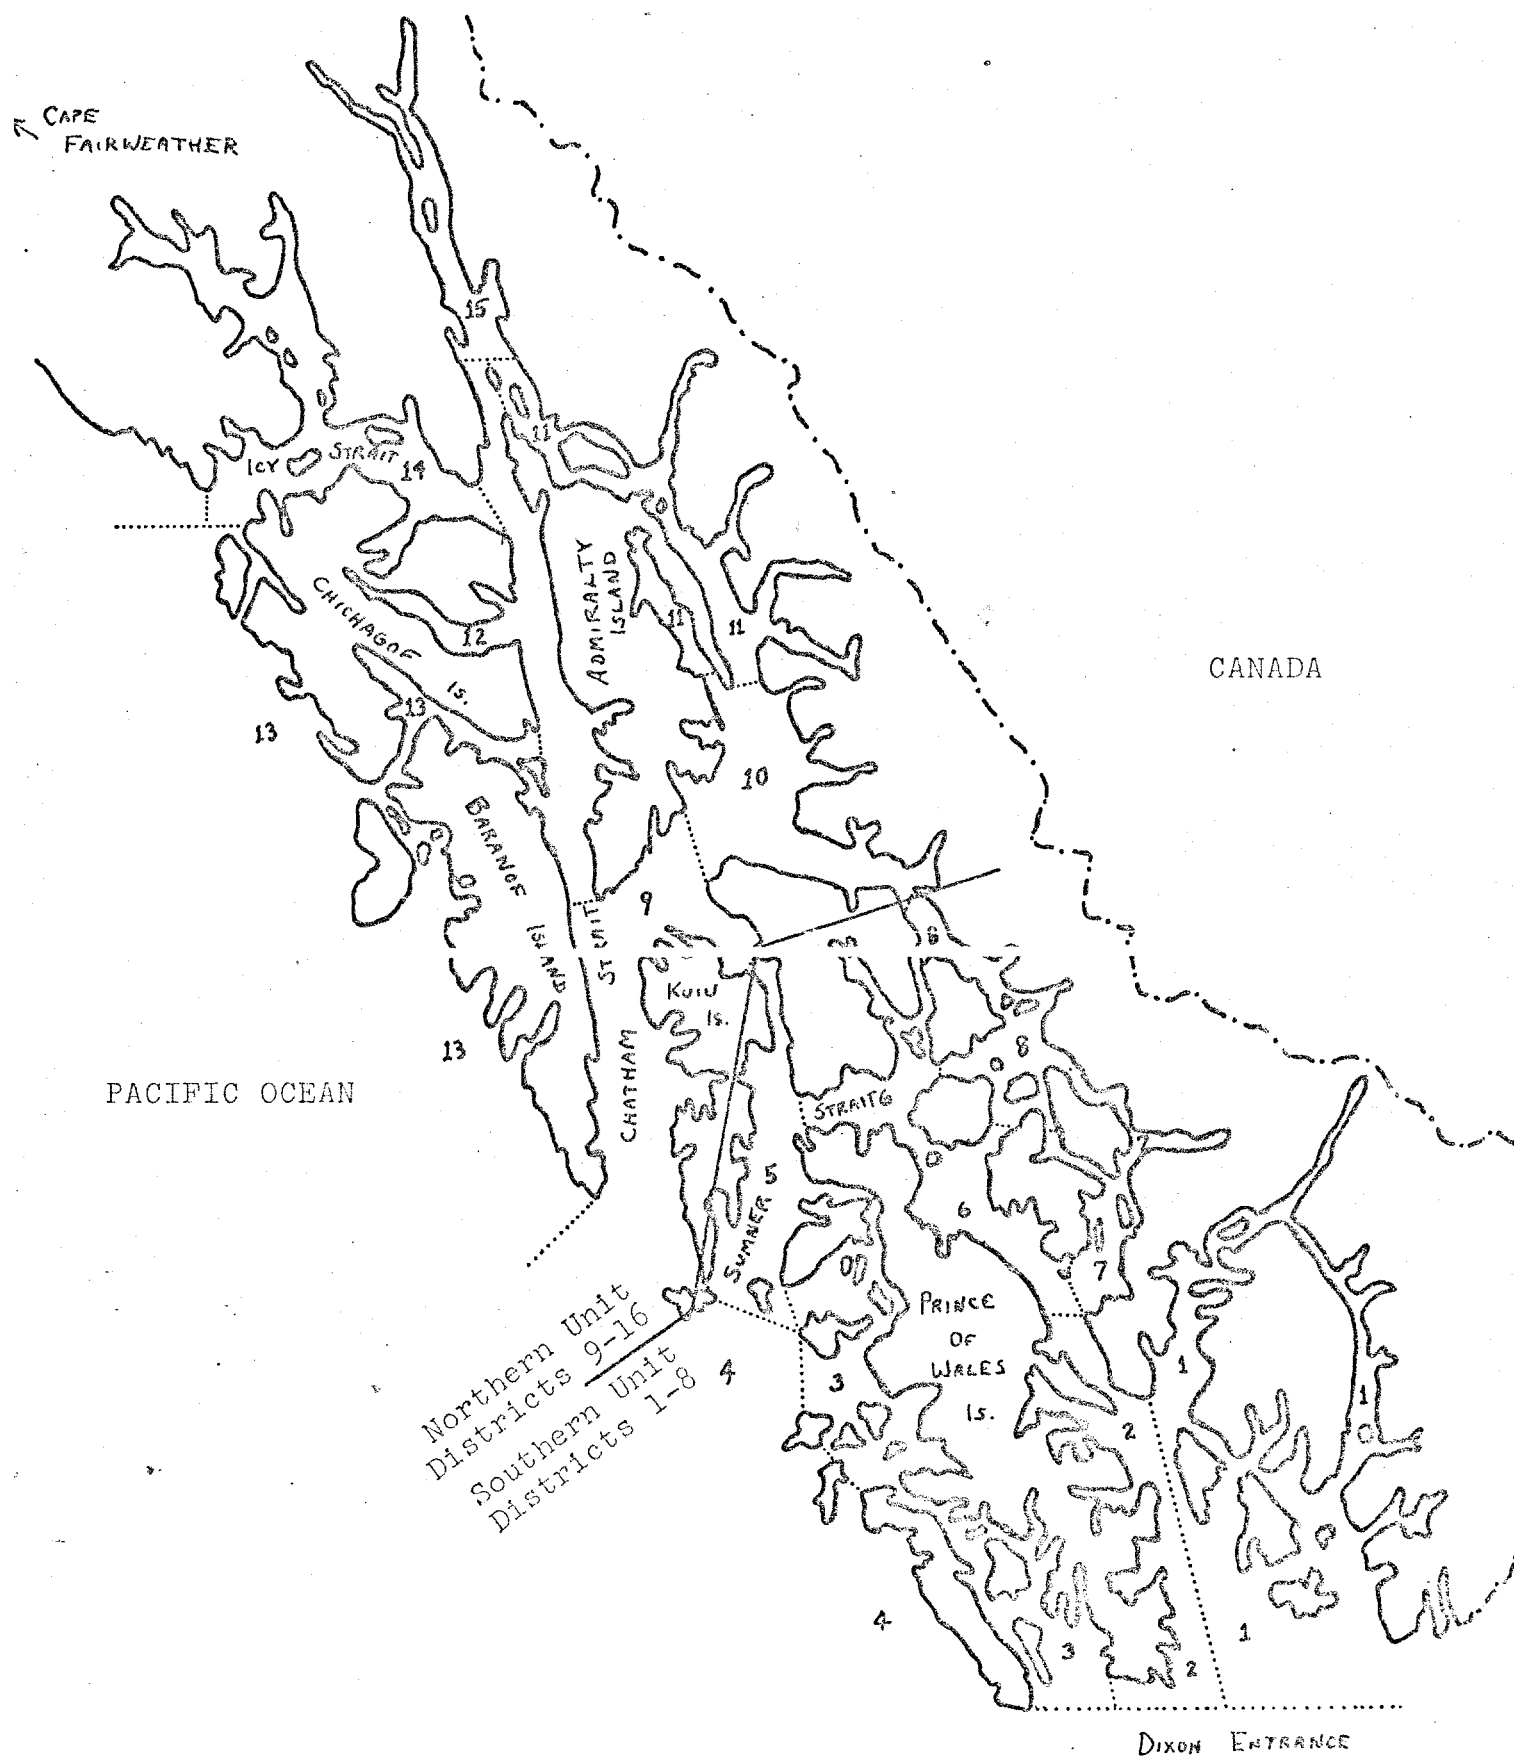 CAPE
FAIRWEATHER
15
11
ICY STRAIT
14
ADMIRALTY
ISLAND
CHICHAGOF
IS.
12
11
11
CANADA
13
13
10
BARANOF ISLAND
9
STRAIT
8
KUIU
IS.
13
CHATHAM
8
PACIFIC OCEAN
STRAIT 6
5
SUMNER
6
7
PRINCE
OF
WALES
IS.
Northern Unit
Districts 9-16
Southern Unit
Districts 1-8
4
3
1
1
2
4
3
2
1
DIXON ENTRANCE